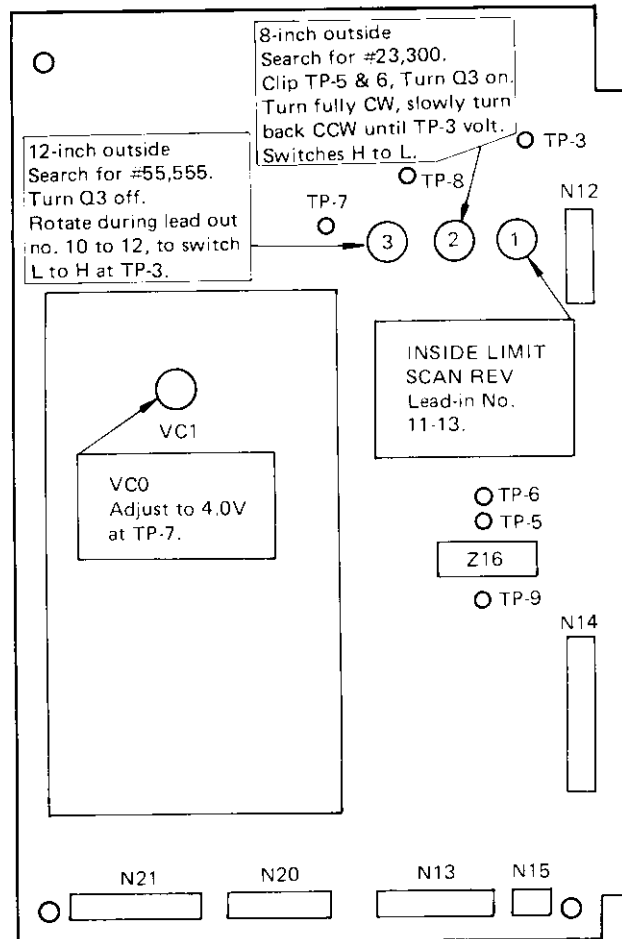 8-inch outside
Search for #23,300.
Clip TP-5 & 6, Turn Q3 on.
Turn fully CW, slowly turn
back CCW until TP-3 volt.
Switches H to L.
TP-3
12-inch outside
Search for #55,555.
Turn Q3 off.
Rotate during lead out
no. 10 to 12, to switch
L to H at TP-3.
TP-8
TP-7
N12
3
2
1
INSIDE LIMIT
SCAN REV
Lead-in No.
11-13.
VC1
VC0
Adjust to 4.0V
at TP-7.
TP-6
TP-5
Z16
TP-9
N14
N21
N20
N13
N15